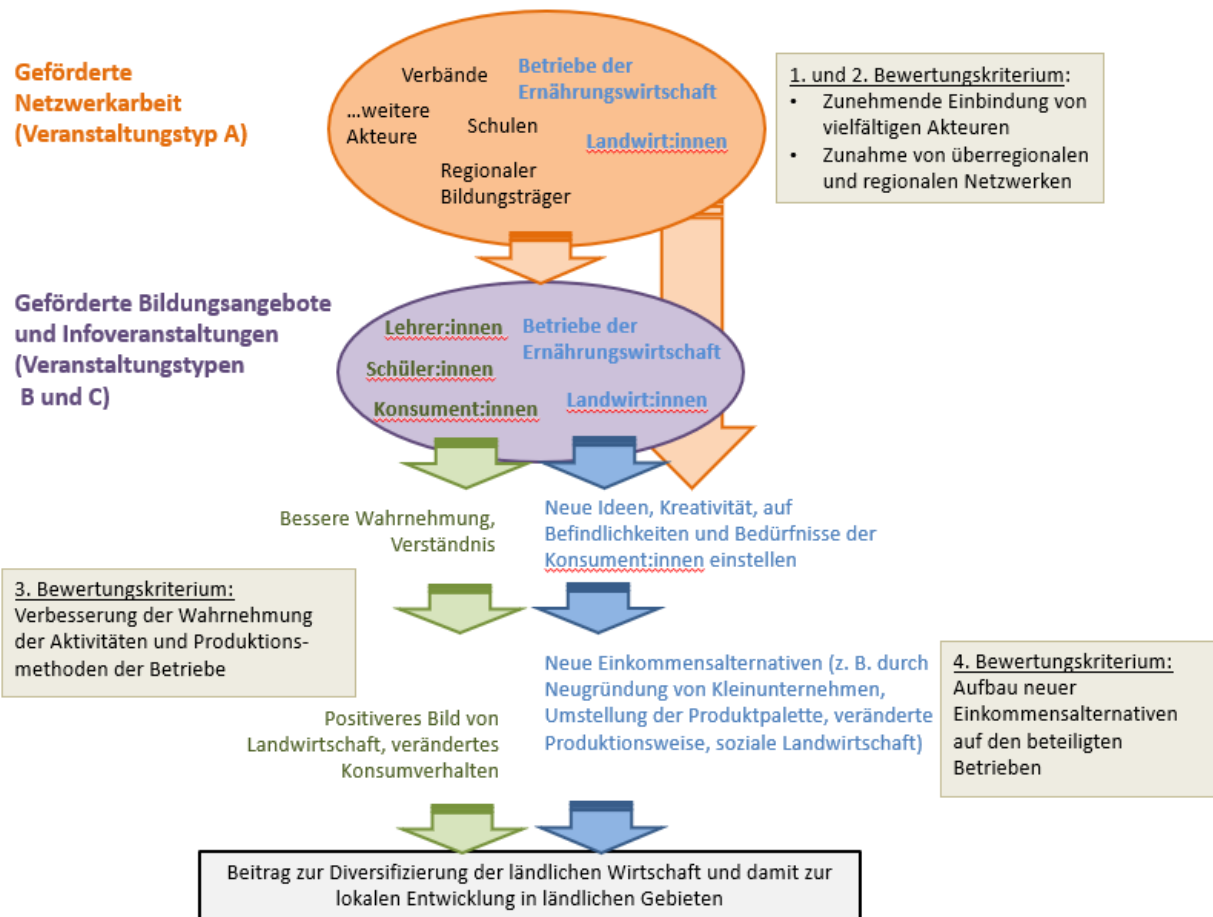 Geförderte
Netzwerkarbeit
(Veranstaltungstyp A)
Verbände
Betriebe der
Ernährungswirtschaft
...weitere
Akteure
Schulen
Landwirt:innen
Regionaler
Bildungsträger
1. und 2. Bewertungskriterium:
• Zunehmende Einbindung von
vielfältigen Akteuren
• Zunahme von überregionalen
und regionalen Netzwerken
Geförderte Bildungsangebote
und Infoveranstaltungen
(Veranstaltungstypen
B und C)
Lehrer:innen
Schüler:innen
Konsument:innen
Betriebe der
Ernährungswirtschaft
Landwirt:innen
Bessere Wahrnehmung,
Verständnis
Neue Ideen, Kreativität, auf
Befindlichkeiten und Bedürfnisse der
Konsument:innen einstellen
3. Bewertungskriterium:
Verbesserung der Wahrnehmung
der Aktivitäten und Produktions-
methoden der Betriebe
Positiveres Bild von
Landwirtschaft, verändertes
Konsumverhalten
Neue Einkommensalternativen (z. B. durch
Neugründung von Kleinunternehmen,
Umstellung der Produktpalette, veränderte
Produktionsweise, soziale Landwirtschaft)
4. Bewertungskriterium:
Aufbau neuer
Einkommensalternativen
auf den beteiligten
Betrieben
Beitrag zur Diversifizierung der ländlichen Wirtschaft und damit zur
lokalen Entwicklung in ländlichen Gebieten